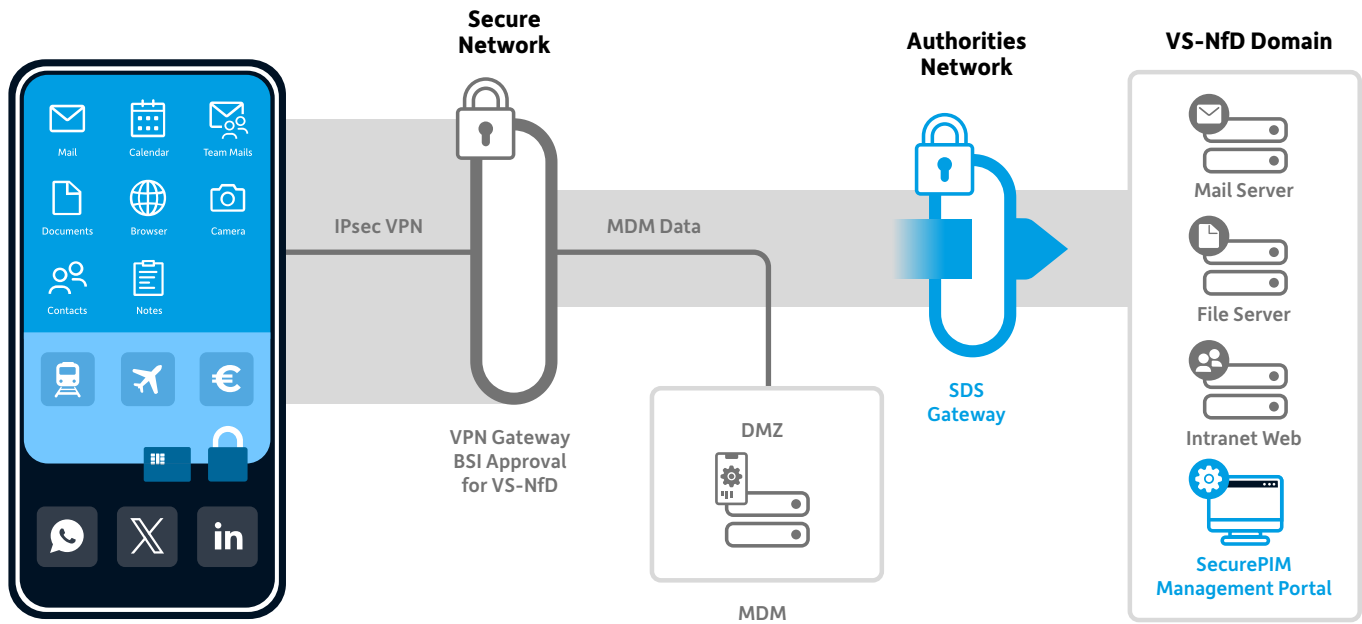 Secure
Network
Authorities
Network
VS-NfD Domain
Mail
Calendar
Team Mails
Documents
Browser
Camera
Contacts
Notes
€
X
in
IPsec VPN
MDM Data
VPN Gateway
BSI Approval
for VS-NfD
DMZ
MDM
SDS
Gateway
Mail Server
File Server
Intranet Web
SecurePIM
Management Portal